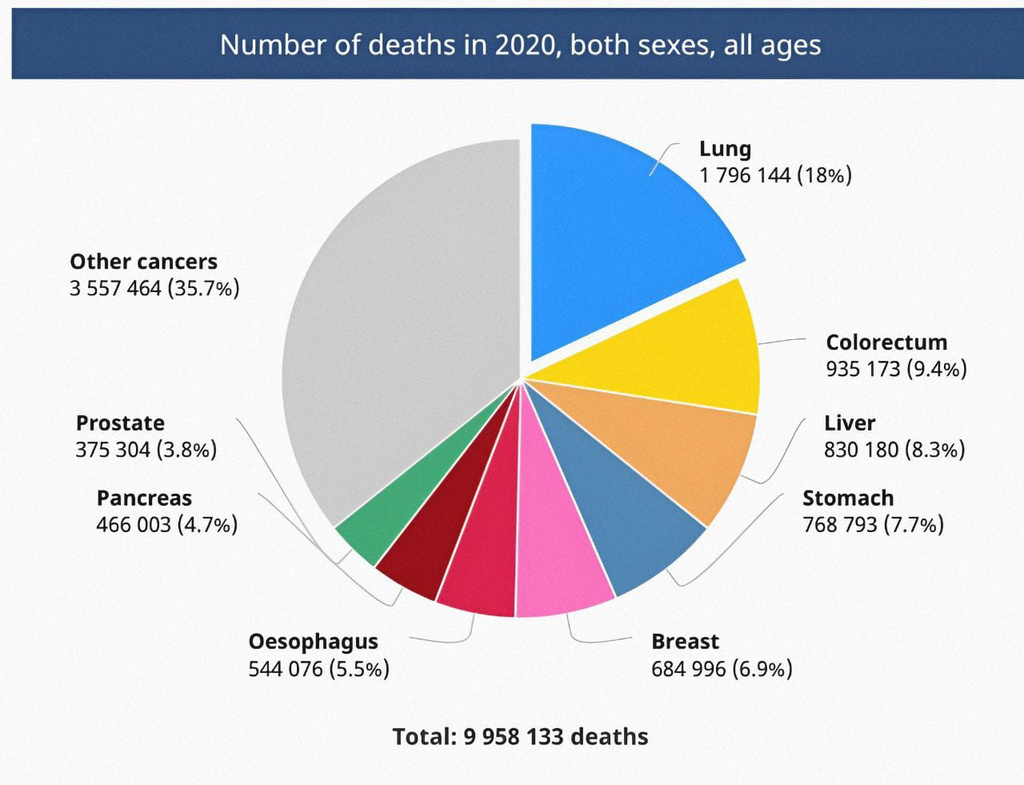 Number of deaths in 2020, both sexes, all ages
Lung
1 796 144 (18%)
Colorectum
935 173 (9.4%)
Liver
830 180 (8.3%)
Stomach
768 793 (7.7%)
Breast
684 996 (6.9%)
Oesophagus
544 076 (5.5%)
Pancreas
466 003 (4.7%)
Prostate
375 304 (3.8%)
Other cancers
3 557 464 (35.7%)
Total: 9 958 133 deaths